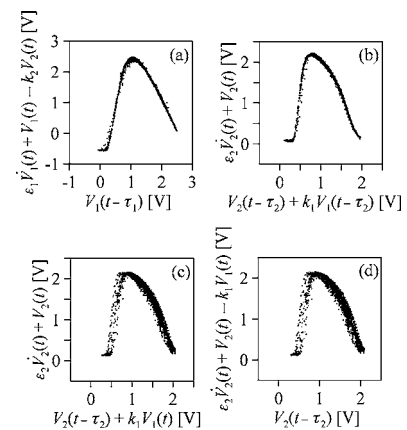 (a)
ε₁V̇₁(t) + V₁(t) – k₂V₂(t) [V]
3
2
1
0
-1
-1 0 1 2 3
V₁(t– τ₁) [V]
(b)
ε₂V̇₂(t) + V₂(t) [V]
2
1
0
0 1 2
V₂(t– τ₂) + k₁V₁(t– τ₂) [V]
(c)
ε₂V̇₂(t) + V₂(t) [V]
2
1
0
0 1 2
V₂(t– τ₂) + k₁V₁(t) [V]
(d)
ε₂V̇₂(t) + V₂(t) – k₁V₁(t) [V]
2
1
0
0 1 2
V₂(t– τ₂) [V]